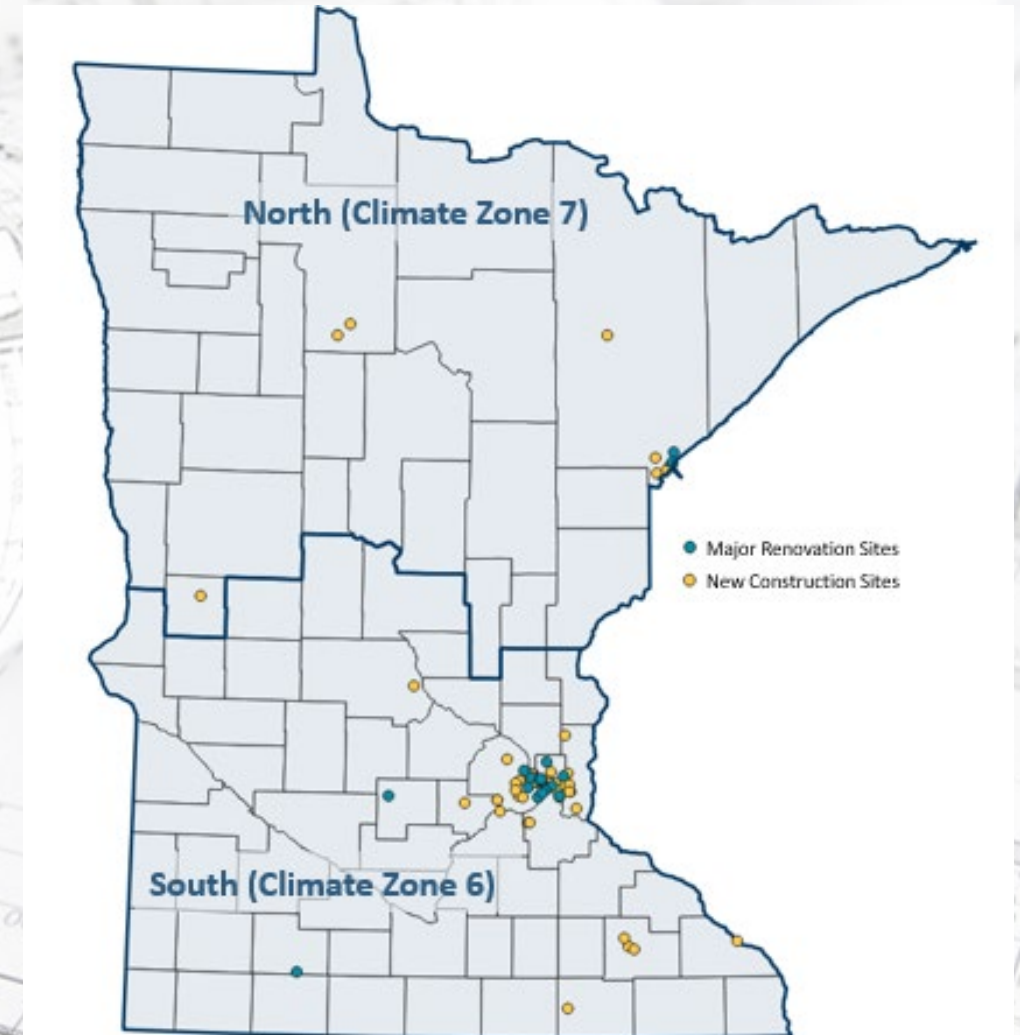 North (Climate Zone 7)
Major Renovation Sites
New Construction Sites
South (Climate Zone 6)